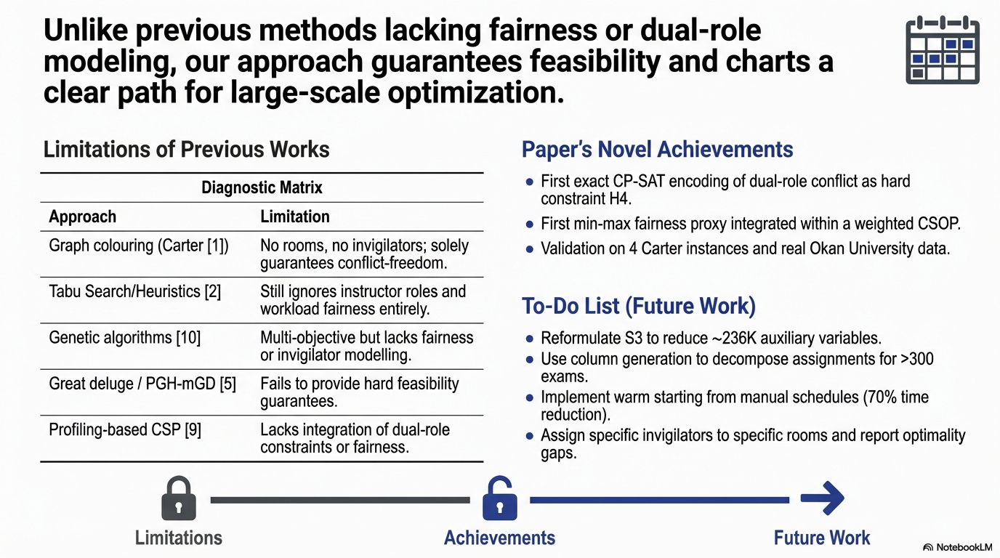 Unlike previous methods lacking fairness or dual-role
modeling, our approach guarantees feasibility and charts a
clear path for large-scale optimization.
Limitations of Previous Works
Diagnostic Matrix
Approach Limitation
Graph colouring (Carter [1]) No rooms, no invigilators; solely
guarantees conflict-freedom.
Tabu Search/Heuristics [2] Still ignores instructor roles and
workload fairness entirely.
Genetic algorithms [10] Multi-objective but lacks fairness
or invigilator modelling.
Great deluge / PGH-mGD [5] Fails to provide hard feasibility
guarantees.
Profiling-based CSP [9] Lacks integration of dual-role
constraints or fairness.
Paper's Novel Achievements
• First exact CP-SAT encoding of dual-role conflict as hard
constraint H4.
• First min-max fairness proxy integrated within a weighted CSOP.
• Validation on 4 Carter instances and real Okan University data.
To-Do List (Future Work)
• Reformulate S3 to reduce ~236K auxiliary variables.
• Use column generation to decompose assignments for >300
exams.
• Implement warm starting from manual schedules (70% time
reduction).
• Assign specific invigilators to specific rooms and report optimality
gaps.
Limitations
Achievements
Future Work
NotebookLM